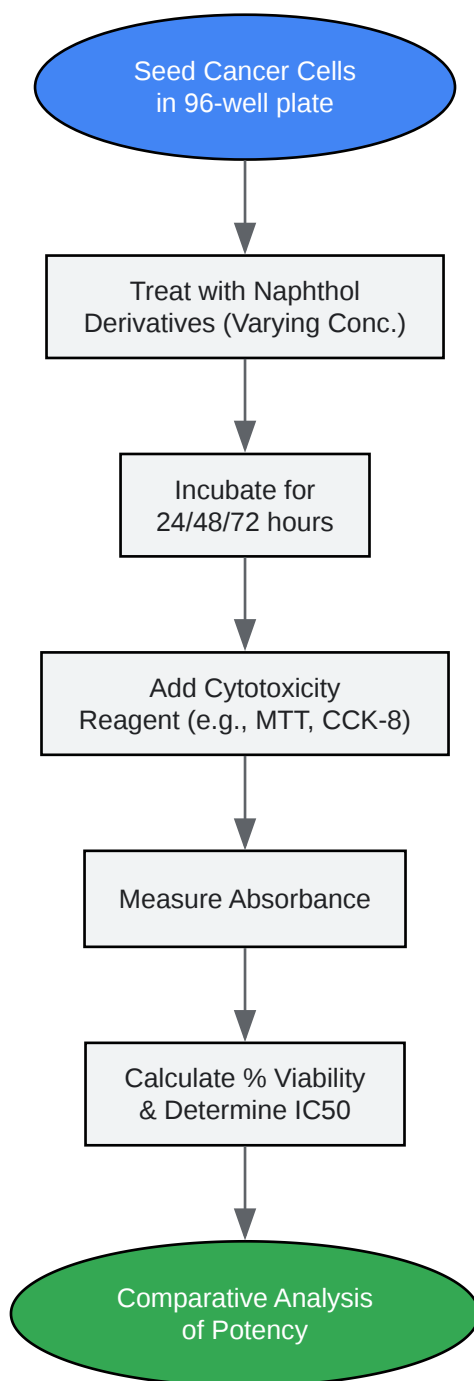 Seed Cancer Cells
in 96-well plate
Treat with Naphthol
Derivatives (Varying Conc.)
Incubate for
24/48/72 hours
Add Cytotoxicity
Reagent (e.g., MTT, CCK-8)
Measure Absorbance
Calculate % Viability
& Determine IC50
Comparative Analysis
of Potency